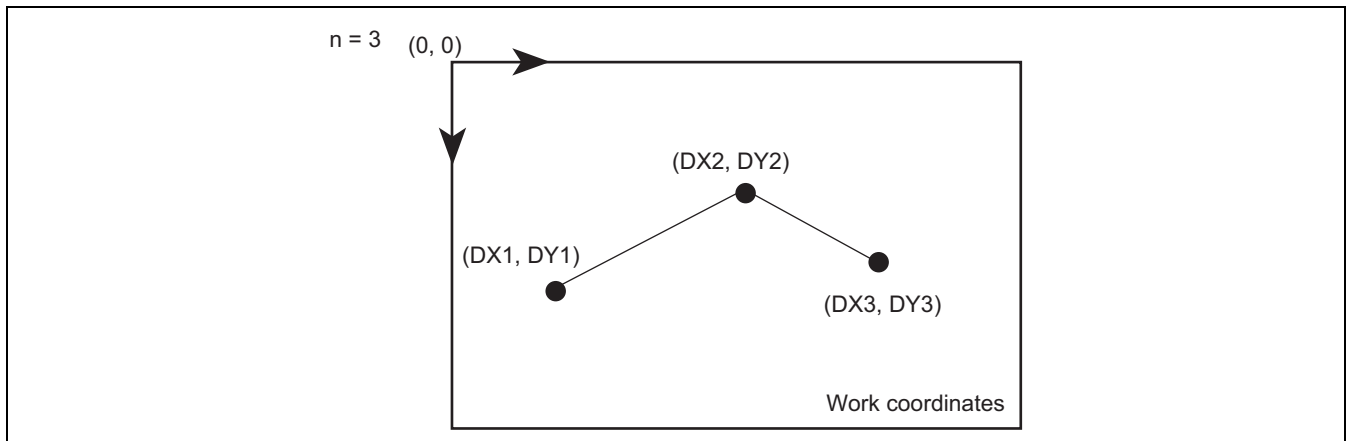 n = 3 (0, 0)
(DX2, DY2)
(DX1, DY1)
(DX3, DY3)
Work coordinates